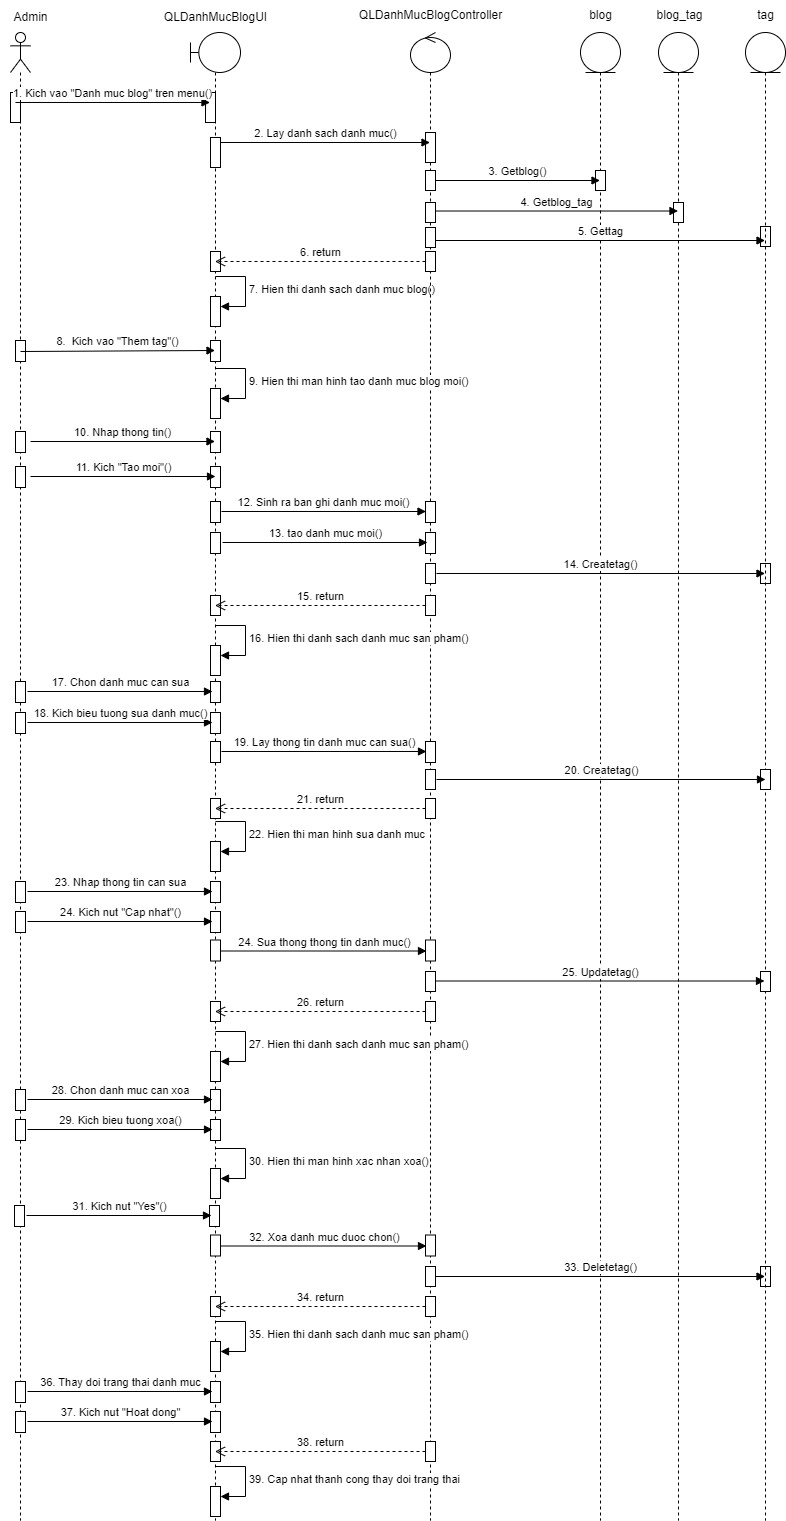 Admin
QLDanhMucBlogUI
QLDanhMucBlogController
blog
blog_tag
tag
1. Kich vao "Danh muc blog" tren menu()
2. Lay danh sach danh muc()
3. Getblog()
4. Getblog_tag
5. Gettag
6. return
7. Hien thi danh sach danh muc blog()
8. Kich vao "Them tag"()
9. Hien thi man hinh tao danh muc blog moi()
10. Nhap thong tin()
11. Kich "Tao moi"()
12. Sinh ra ban ghi danh muc moi()
13. tao danh muc moi()
14. Createtag()
15. return
16. Hien thi danh sach danh muc san pham()
17. Chon danh muc can sua
18. Kich bieu tuong sua danh muc()
19. Lay thong tin danh muc can sua()
20. Createtag()
21. return
22. Hien thi man hinh sua danh muc
23. Nhap thong tin can sua
24. Kich nut "Cap nhat"()
24. Sua thong thong tin danh muc()
25. Updatetag()
26. return
27. Hien thi danh sach danh muc san pham()
28. Chon danh muc can xoa
29. Kich bieu tuong xoa()
30. Hien thi man hinh xac nhan xoa()
31. Kich nut "Yes"()
32. Xoa danh muc duoc chon()
33. Deletetag()
34. return
35. Hien thi danh sach danh muc san pham()
36. Thay doi trang thai danh muc
37. Kich nut "Hoat dong"
38. return
39. Cap nhat thanh cong thay doi trang thai